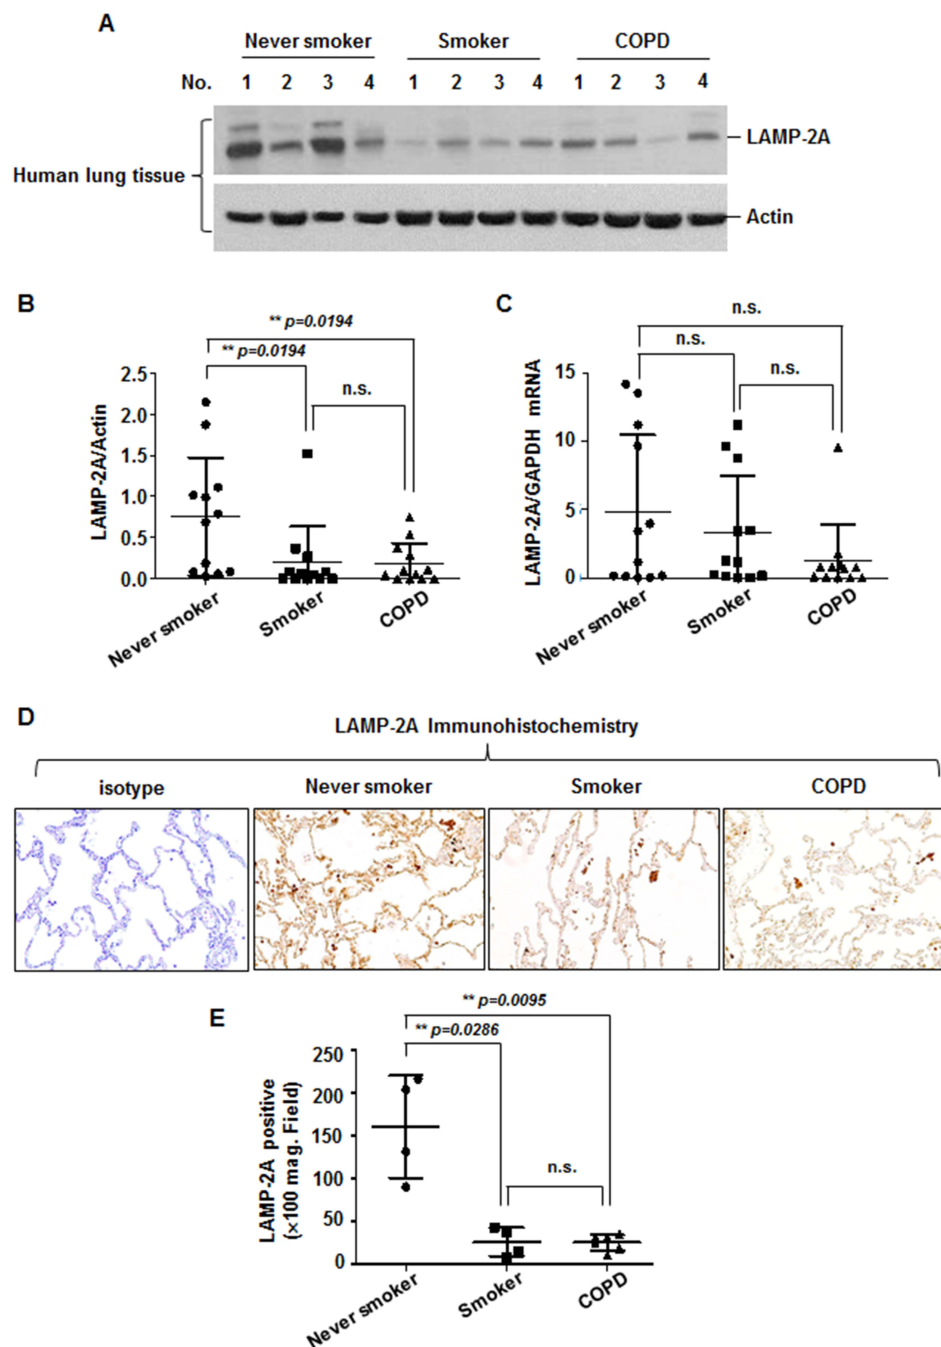 A
Never smoker Smoker COPD
No. 1 2 3 4 1 2 3 4 1 2 3 4
Human lung tissue
LAMP-2A
Actin
B
** p=0.0194
** p=0.0194
n.s.
LAMP-2A/Actin
2.5
2.0
1.5
1.0
0.5
0.0
Never smoker
Smoker
COPD
C
n.s.
n.s.
n.s.
LAMP-2A/GAPDH mRNA
15
10
5
0
Never smoker
Smoker
COPD
D
LAMP-2A Immunohistochemistry
isotype Never smoker Smoker COPD
E
** p=0.0095
** p=0.0286
n.s.
LAMP-2A positive
(×100 mag. Field)
250
200
150
100
50
0
Never smoker
Smoker
COPD